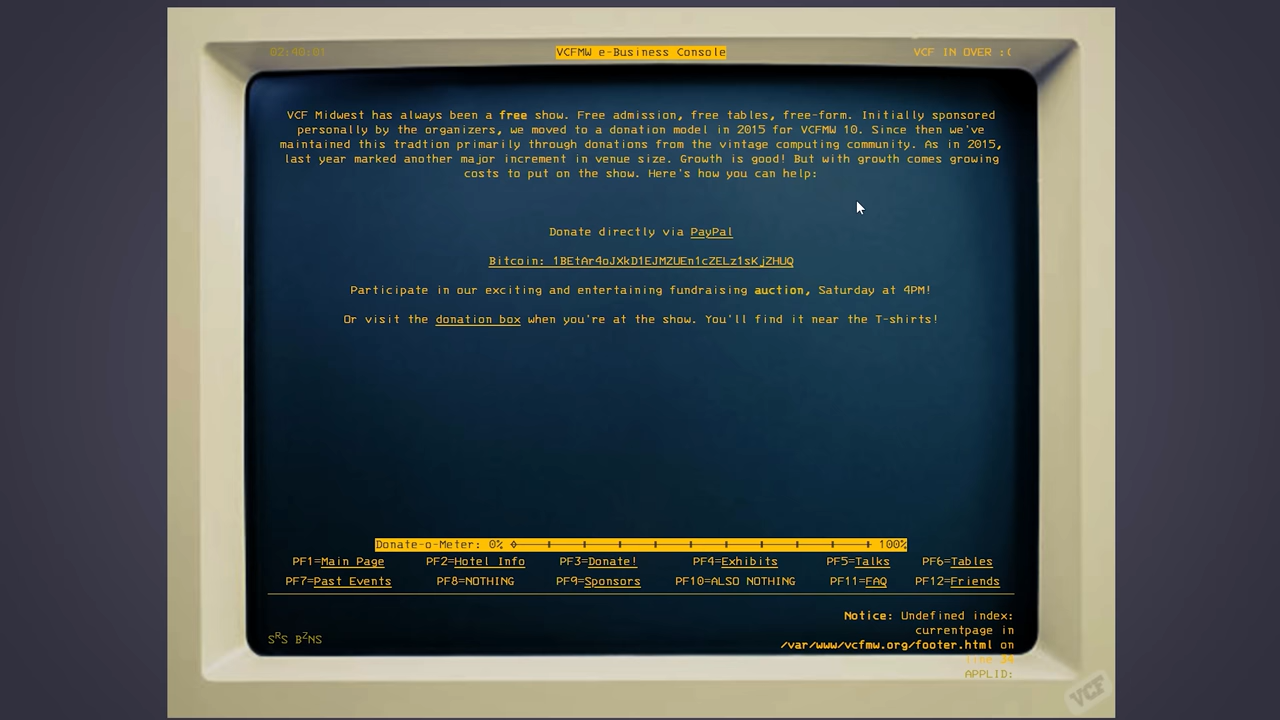 02:40:01 VCFMW e-Business Console VCF IN OVER :(
VCF Midwest has always been a free show. Free admission, free tables, free-form. Initially sponsored
personally by the organizers, we moved to a donation model in 2015 for VCFMW 10. Since then we've
maintained this tradtion primarily through donations from the vintage computing community. As in 2015,
last year marked another major increment in venue size. Growth is good! But with growth comes growing
costs to put on the show. Here's how you can help:
Donate directly via PayPal
Bitcoin: 1BEtAr4oJXkD1EJMZUEn1cZELz1sKjZHUQ
Participate in our exciting and entertaining fundraising auction, Saturday at 4PM!
Or visit the donation box when you're at the show. You'll find it near the T-shirts!
Donate-o-Meter: 0% 100%
PF1=Main Page PF2=Hotel Info PF3=Donate! PF4=Exhibits PF5=Talks PF6=Tables
PF7=Past Events PF8=NOTHING PF9=Sponsors PF10=ALSO NOTHING PF11=FAQ PF12=Friends
Notice: Undefined index:
currentpage in
/var/www/vcfmw.org/footer.html on
line 34
SRS BZNS
APPLID:
VCF